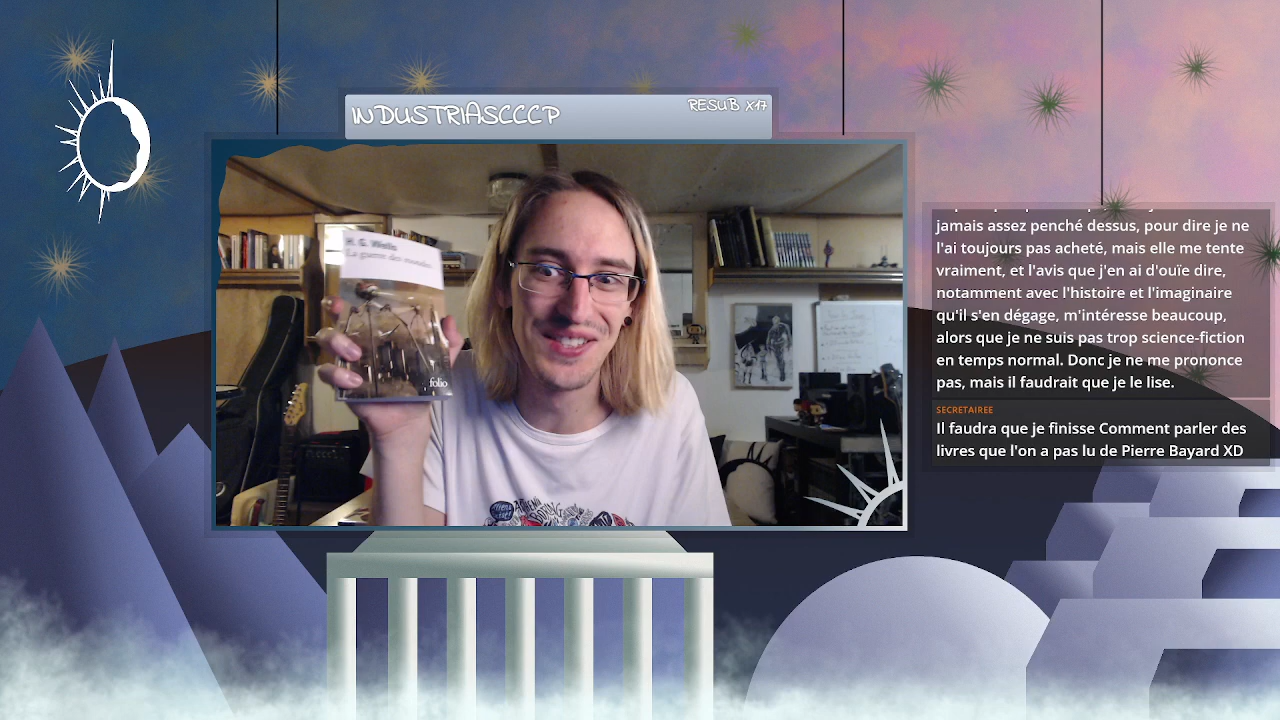 INDUSTRIASCCCP
RESUB X17
H. G. Wells
La guerre des mondes
folio
jamais assez penché dessus, pour dire je ne
l'ai toujours pas acheté, mais elle me tente
vraiment, et l'avis que j'en ai d'ouïe dire,
notamment avec l'histoire et l'imaginaire
qu'il s'en dégage, m'intéresse beaucoup,
alors que je ne suis pas trop science-fiction
en temps normal. Donc je ne me prononce
pas, mais il faudrait que je le lise.
SECRETAIREE
Il faudra que je finisse Comment parler des
livres que l'on a pas lu de Pierre Bayard XD